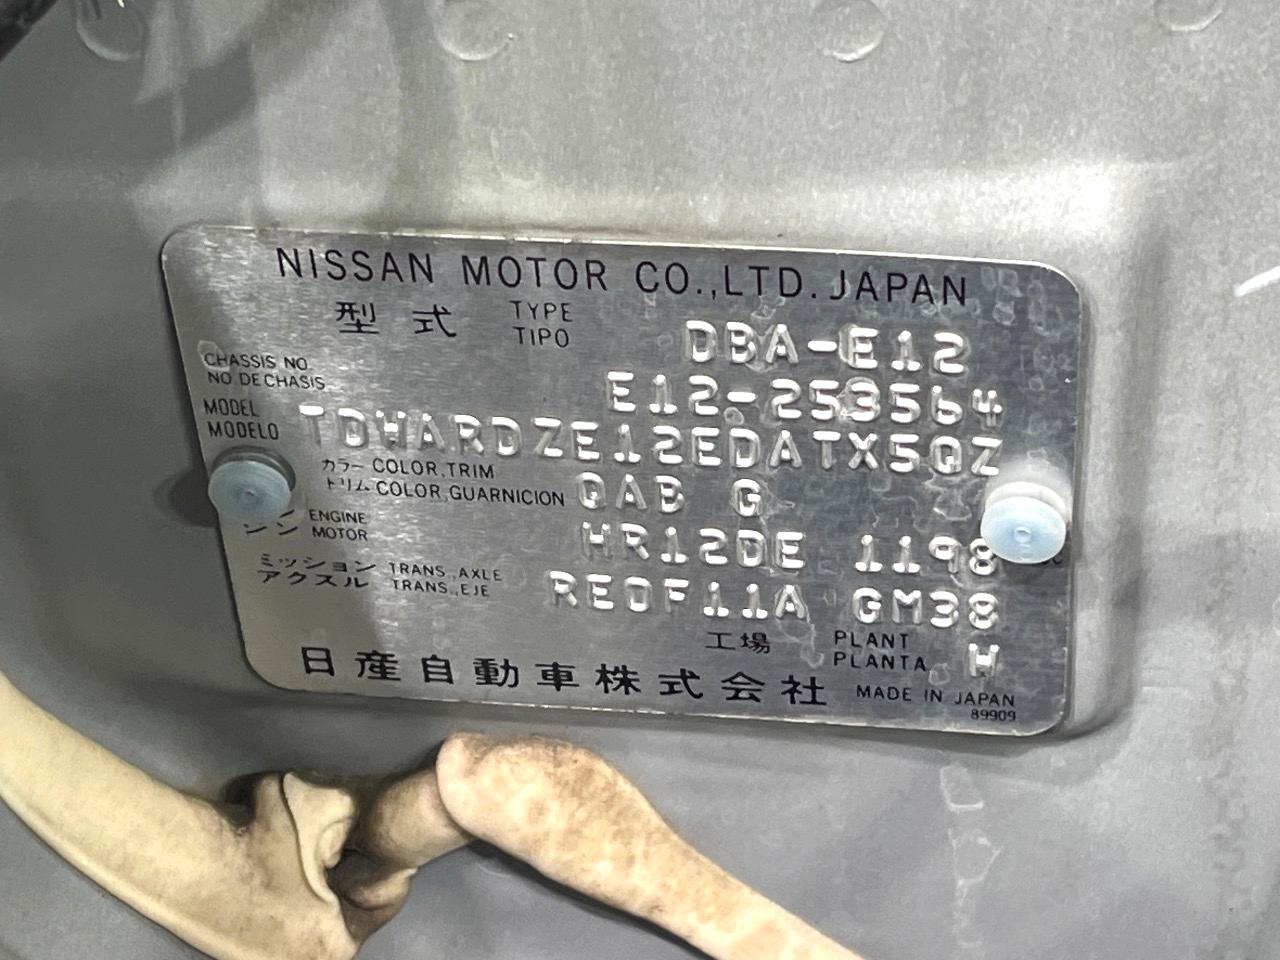 NISSAN MOTOR CO.,LTD. JAPAN
型式 TYPE TIPO DBA-E12
CHASSIS NO. NO.DECHASIS E12-253564
MODEL MODELO TDWARDZE12EDATX5QZ
カラー COLOR,TRIM
トリム COLOR,GUARNICION QAB G
ジン ENGINE MOTOR HR12DE 1198
ミッション TRANS.,AXLE
アクスル TRANS.,EJE RE0F11A GM38
工場 PLANT PLANTA W
日産自動車株式会社 MADE IN JAPAN
89909